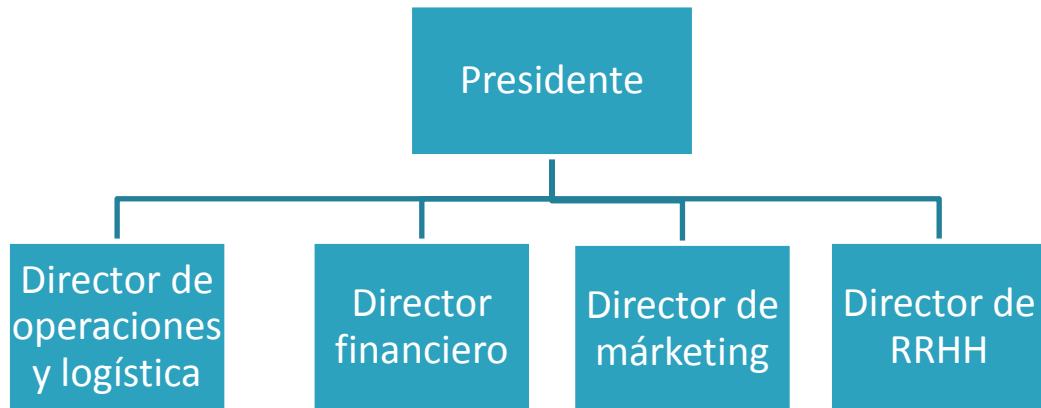 Presidente
Director de
operaciones
y logística
Director
financiero
Director de
márketing
Director de
RRHH